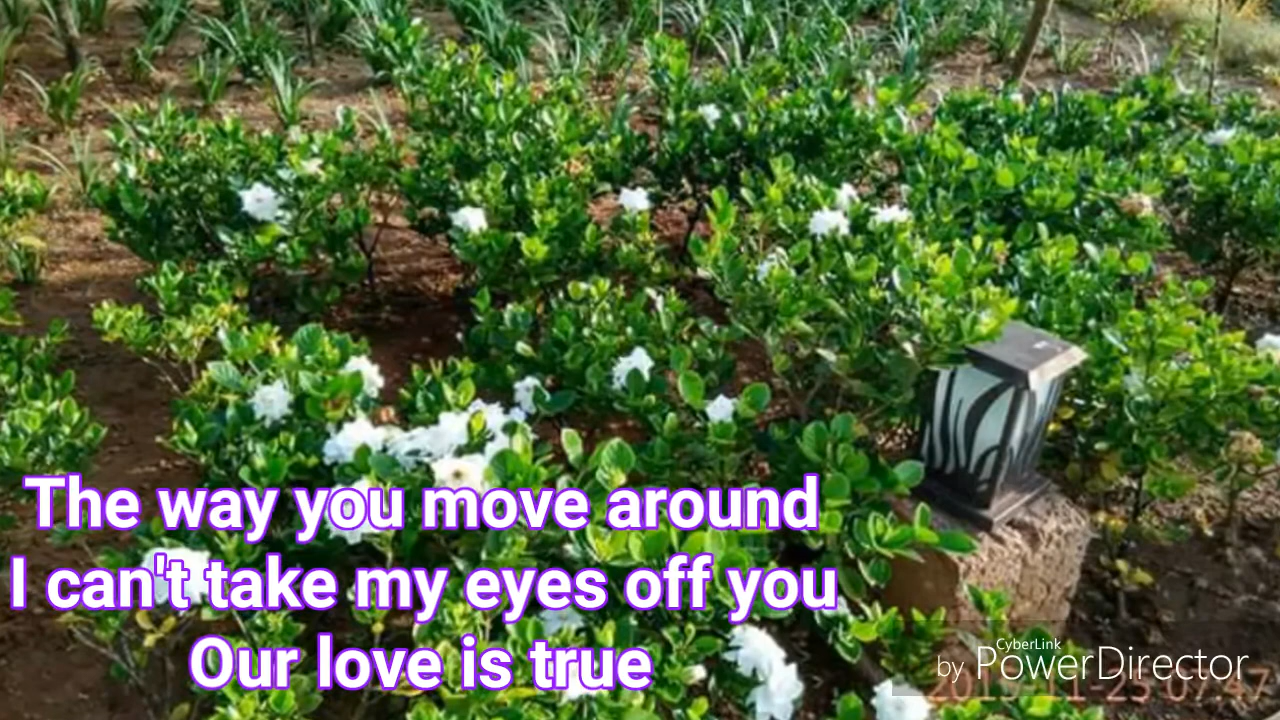 The way you move around
I can't take my eyes off you
Our love is true
CyberLink
by PowerDirector